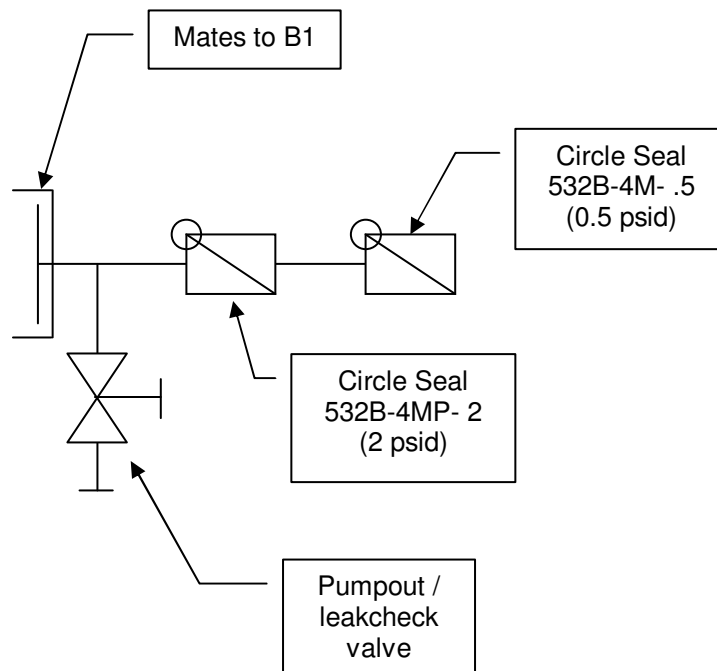 Mates to B1
Circle Seal
532B-4M- .5
(0.5 psid)
Circle Seal
532B-4MP- 2
(2 psid)
Pumpout /
leakcheck
valve